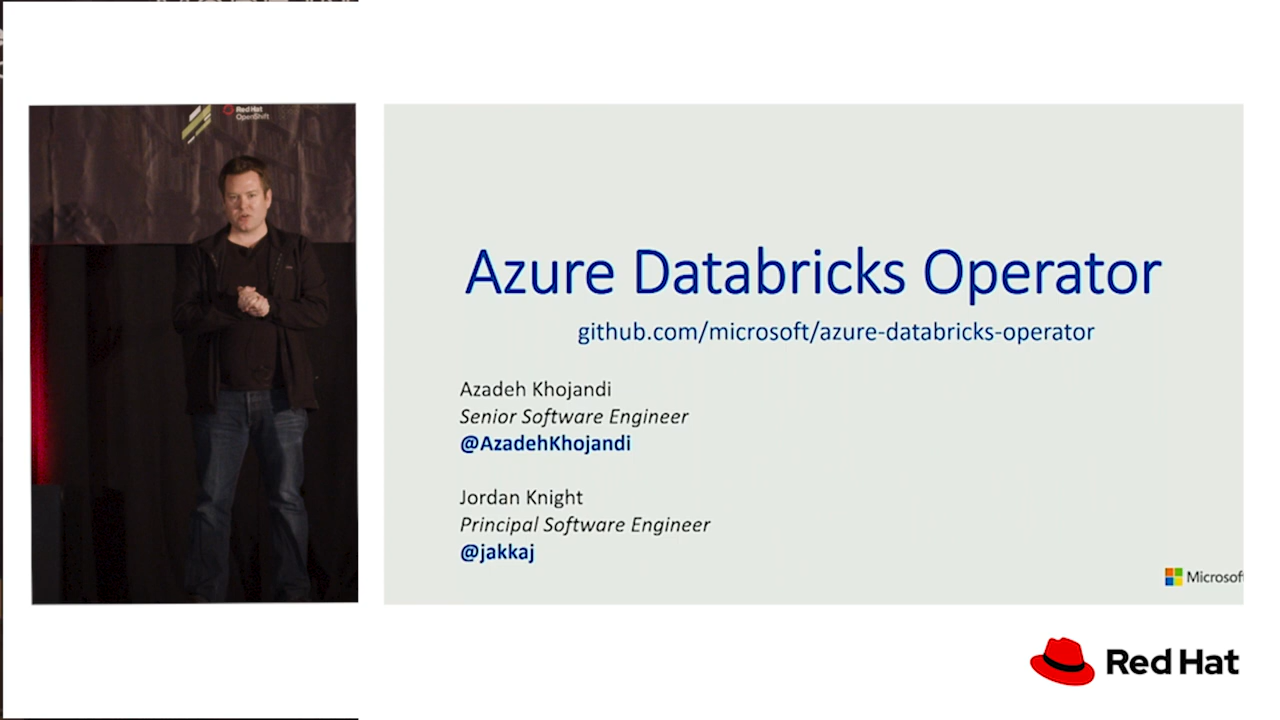 Red Hat
OpenShift
Azure Databricks Operator
github.com/microsoft/azure-databricks-operator
Azadeh Khojandi
Senior Software Engineer
@AzadehKhojandi
Jordan Knight
Principal Software Engineer
@jakkaj
Microsof
Red Hat